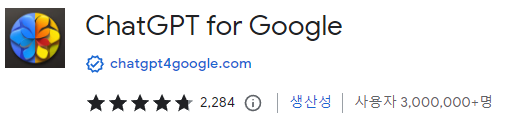 ChatGPT for Google
chatgpt4google.com
2,284 생산성 사용자 3,000,000+명